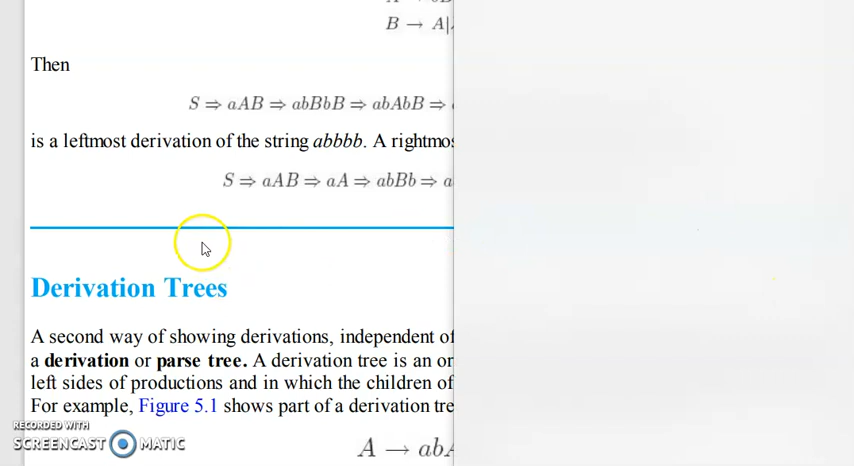 B → A|
Then
S ⇒ aAB ⇒ abBbB ⇒ abAbB ⇒
is a leftmost derivation of the string abbbb. A rightmos
S ⇒ aAB ⇒ aA ⇒ abBb ⇒ a
Derivation Trees
A second way of showing derivations, independent of
a derivation or parse tree. A derivation tree is an or
left sides of productions and in which the children of
For example, Figure 5.1 shows part of a derivation tre
RECORDED WITH
SCREENCAST MATIC
A → abA